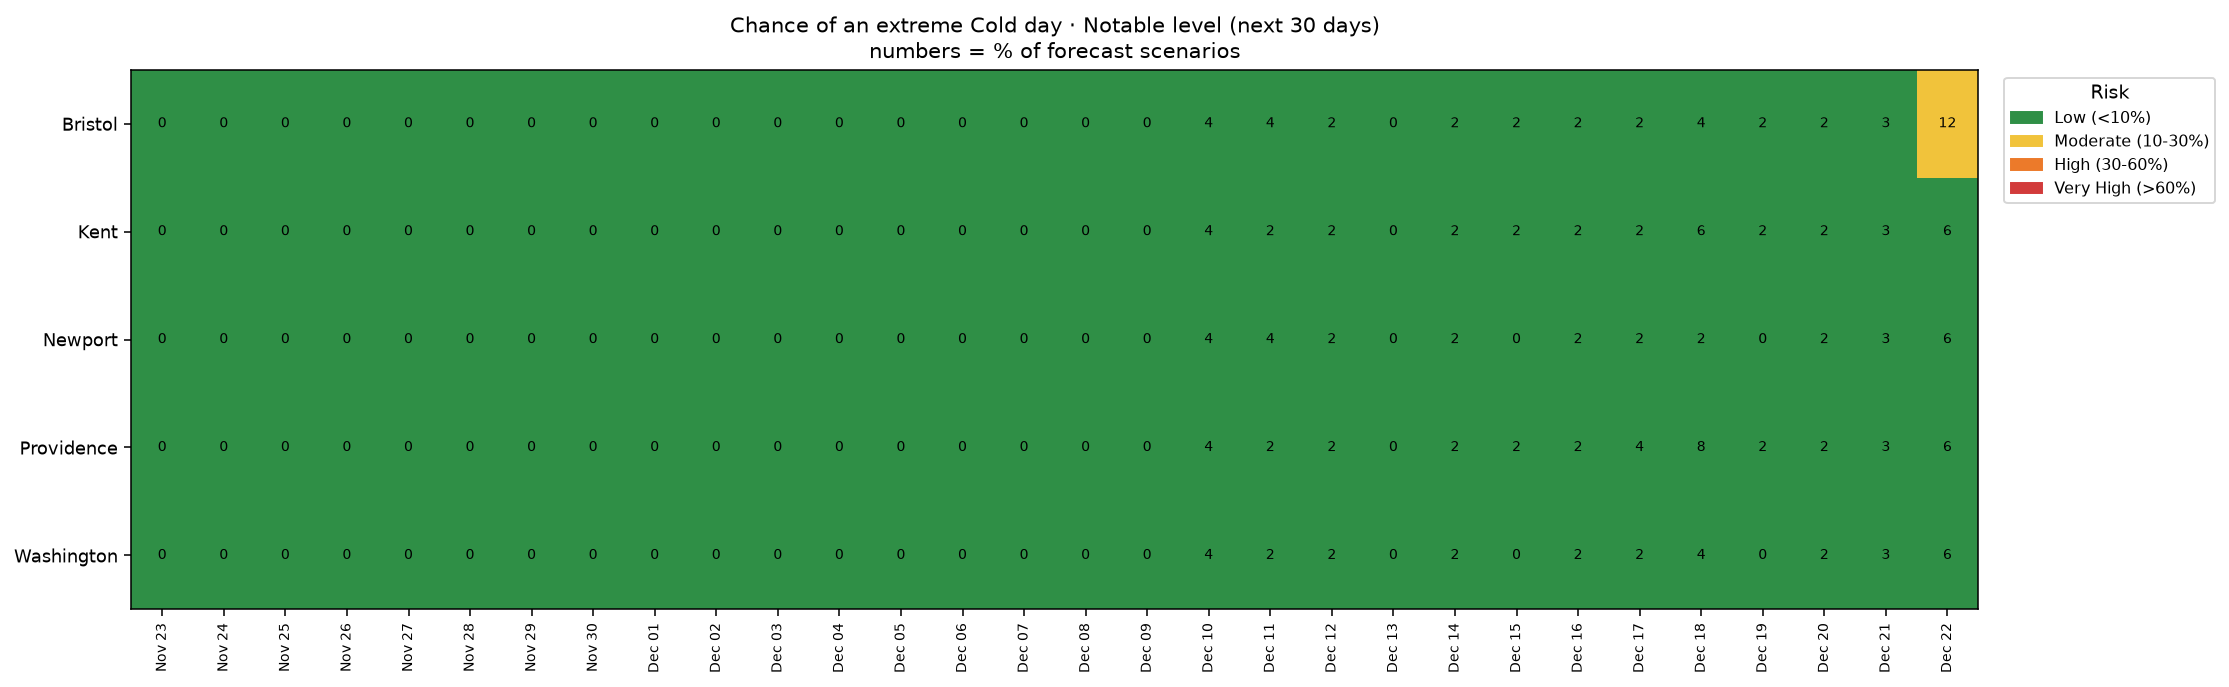 Chance of an extreme Cold day · Notable level (next 30 days)
numbers = % of forecast scenarios
Risk
Low (<10%)
Moderate (10-30%)
High (30-60%)
Very High (>60%)
Bristol 0 0 0 0 0 0 0 0 0 0 0 0 0 0 0 0 0 4 4 2 0 2 2 2 2 4 2 2 3 12
Kent 0 0 0 0 0 0 0 0 0 0 0 0 0 0 0 0 0 4 2 2 0 2 2 2 2 6 2 2 3 6
Newport 0 0 0 0 0 0 0 0 0 0 0 0 0 0 0 0 0 4 4 2 0 2 0 2 2 2 0 2 3 6
Providence 0 0 0 0 0 0 0 0 0 0 0 0 0 0 0 0 0 4 2 2 0 2 2 2 4 8 2 2 3 6
Washington 0 0 0 0 0 0 0 0 0 0 0 0 0 0 0 0 0 4 2 2 0 2 0 2 2 4 0 2 3 6
Nov 23 Nov 24 Nov 25 Nov 26 Nov 27 Nov 28 Nov 29 Nov 30 Dec 01 Dec 02 Dec 03 Dec 04 Dec 05 Dec 06 Dec 07 Dec 08 Dec 09 Dec 10 Dec 11 Dec 12 Dec 13 Dec 14 Dec 15 Dec 16 Dec 17 Dec 18 Dec 19 Dec 20 Dec 21 Dec 22